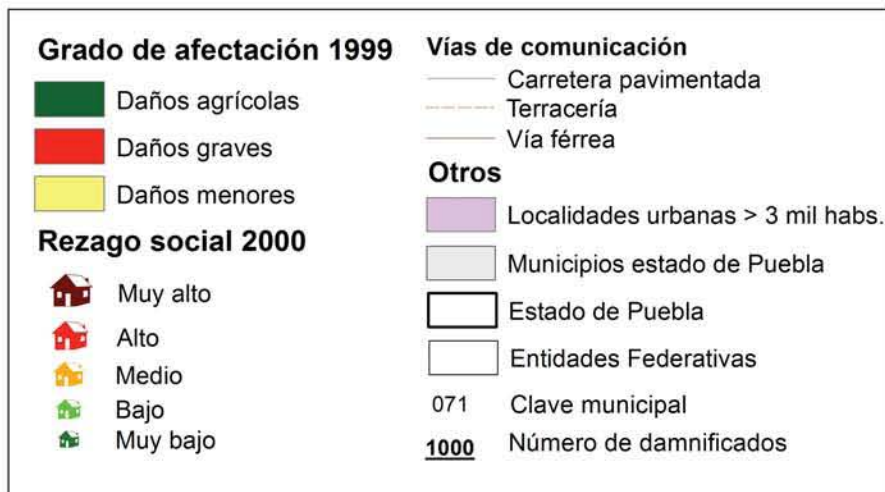 Grado de afectación 1999
Daños agrícolas
Daños graves
Daños menores
Rezago social 2000
Muy alto
Alto
Medio
Bajo
Muy bajo
Vías de comunicación
Carretera pavimentada
Terracería
Vía férrea
Otros
Localidades urbanas > 3 mil habs.
Municipios estado de Puebla
Estado de Puebla
Entidades Federativas
071 Clave municipal
1000 Número de damnificados